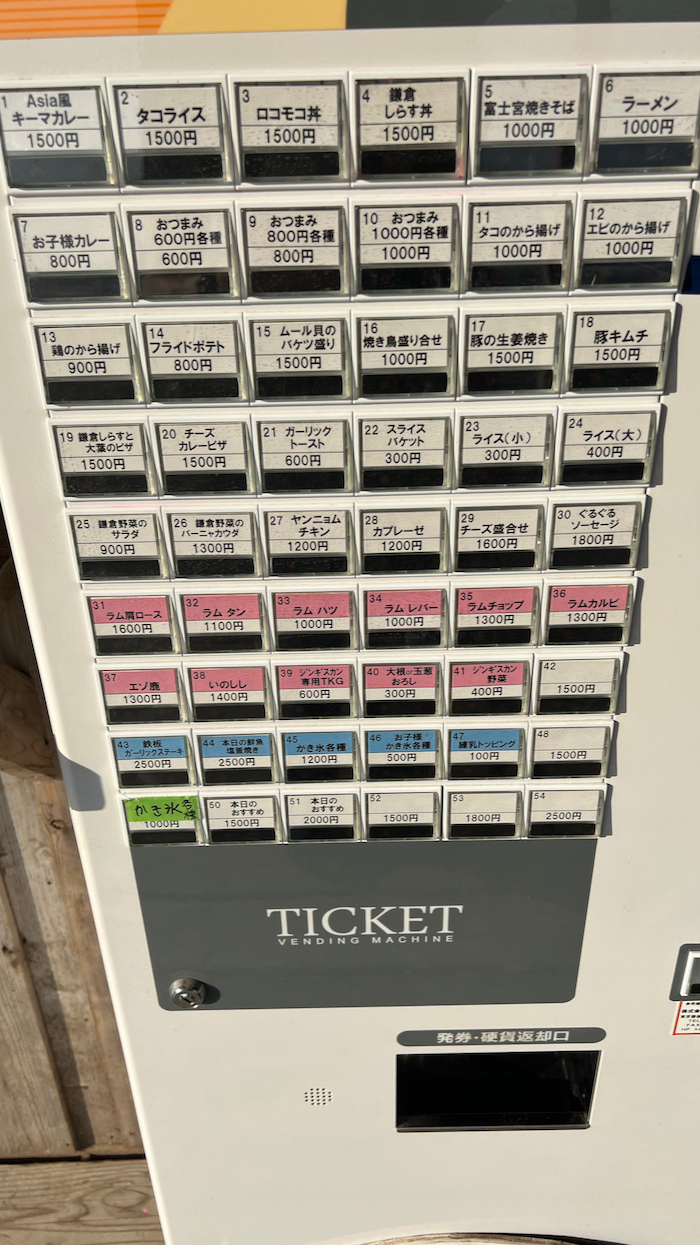 1 Asia風
キーマカレー
1500円
2
タコライス
1500円
3
ロコモコ丼
1500円
4 鎌倉
しらす丼
1500円
5
富士宮焼きそば
1000円
6
ラーメン
1000円
7
お子様カレー
800円
8 おつまみ
600円各種
600円
9 おつまみ
800円各種
800円
10 おつまみ
1000円各種
1000円
11
タコのから揚げ
1000円
12
エビのから揚げ
1000円
13
鶏のから揚げ
900円
14
フライドポテト
800円
15 ムール貝の
バケツ盛り
1500円
16
焼き鳥盛り合せ
1000円
17
豚の生姜焼き
1500円
18
豚キムチ
1500円
19 鎌倉しらすと
大葉のピザ
1500円
20 チーズ
カレーピザ
1500円
21 ガーリック
トースト
600円
22 スライス
バケット
300円
23
ライス(小)
300円
24
ライス(大)
400円
25 鎌倉野菜の
サラダ
900円
26 鎌倉野菜の
バーニャカウダ
1300円
27 ヤンニョム
チキン
1200円
28
カプレーゼ
1200円
29
チーズ盛合せ
1600円
30 ぐるぐる
ソーセージ
1800円
31
ラム肩ロース
1600円
32
ラム タン
1100円
33
ラム ハツ
1000円
34
ラム レバー
1000円
35
ラムチョップ
1300円
36
ラムカルビ
1300円
37
エゾ鹿
1300円
38
いのしし
1400円
39 ジンギスカン
専用TKG
600円
40 大根or玉葱
おろし
300円
41 ジンギスカン
野菜
400円
42
1500円
43 鉄板
ガーリックステーキ
2500円
44 本日の鮮魚
塩釜焼き
2500円
45
かき氷各種
1200円
46 お子様
かき氷各種
500円
47
練乳トッピング
100円
48
1500円
かき氷各種
1000円
50 本日の
おすすめ
1500円
51 本日の
おすすめ
2000円
52
1500円
53
1800円
54
2500円
TICKET
VENDING MACHINE
発券・硬貨返却口
株式会
TEL
FAX